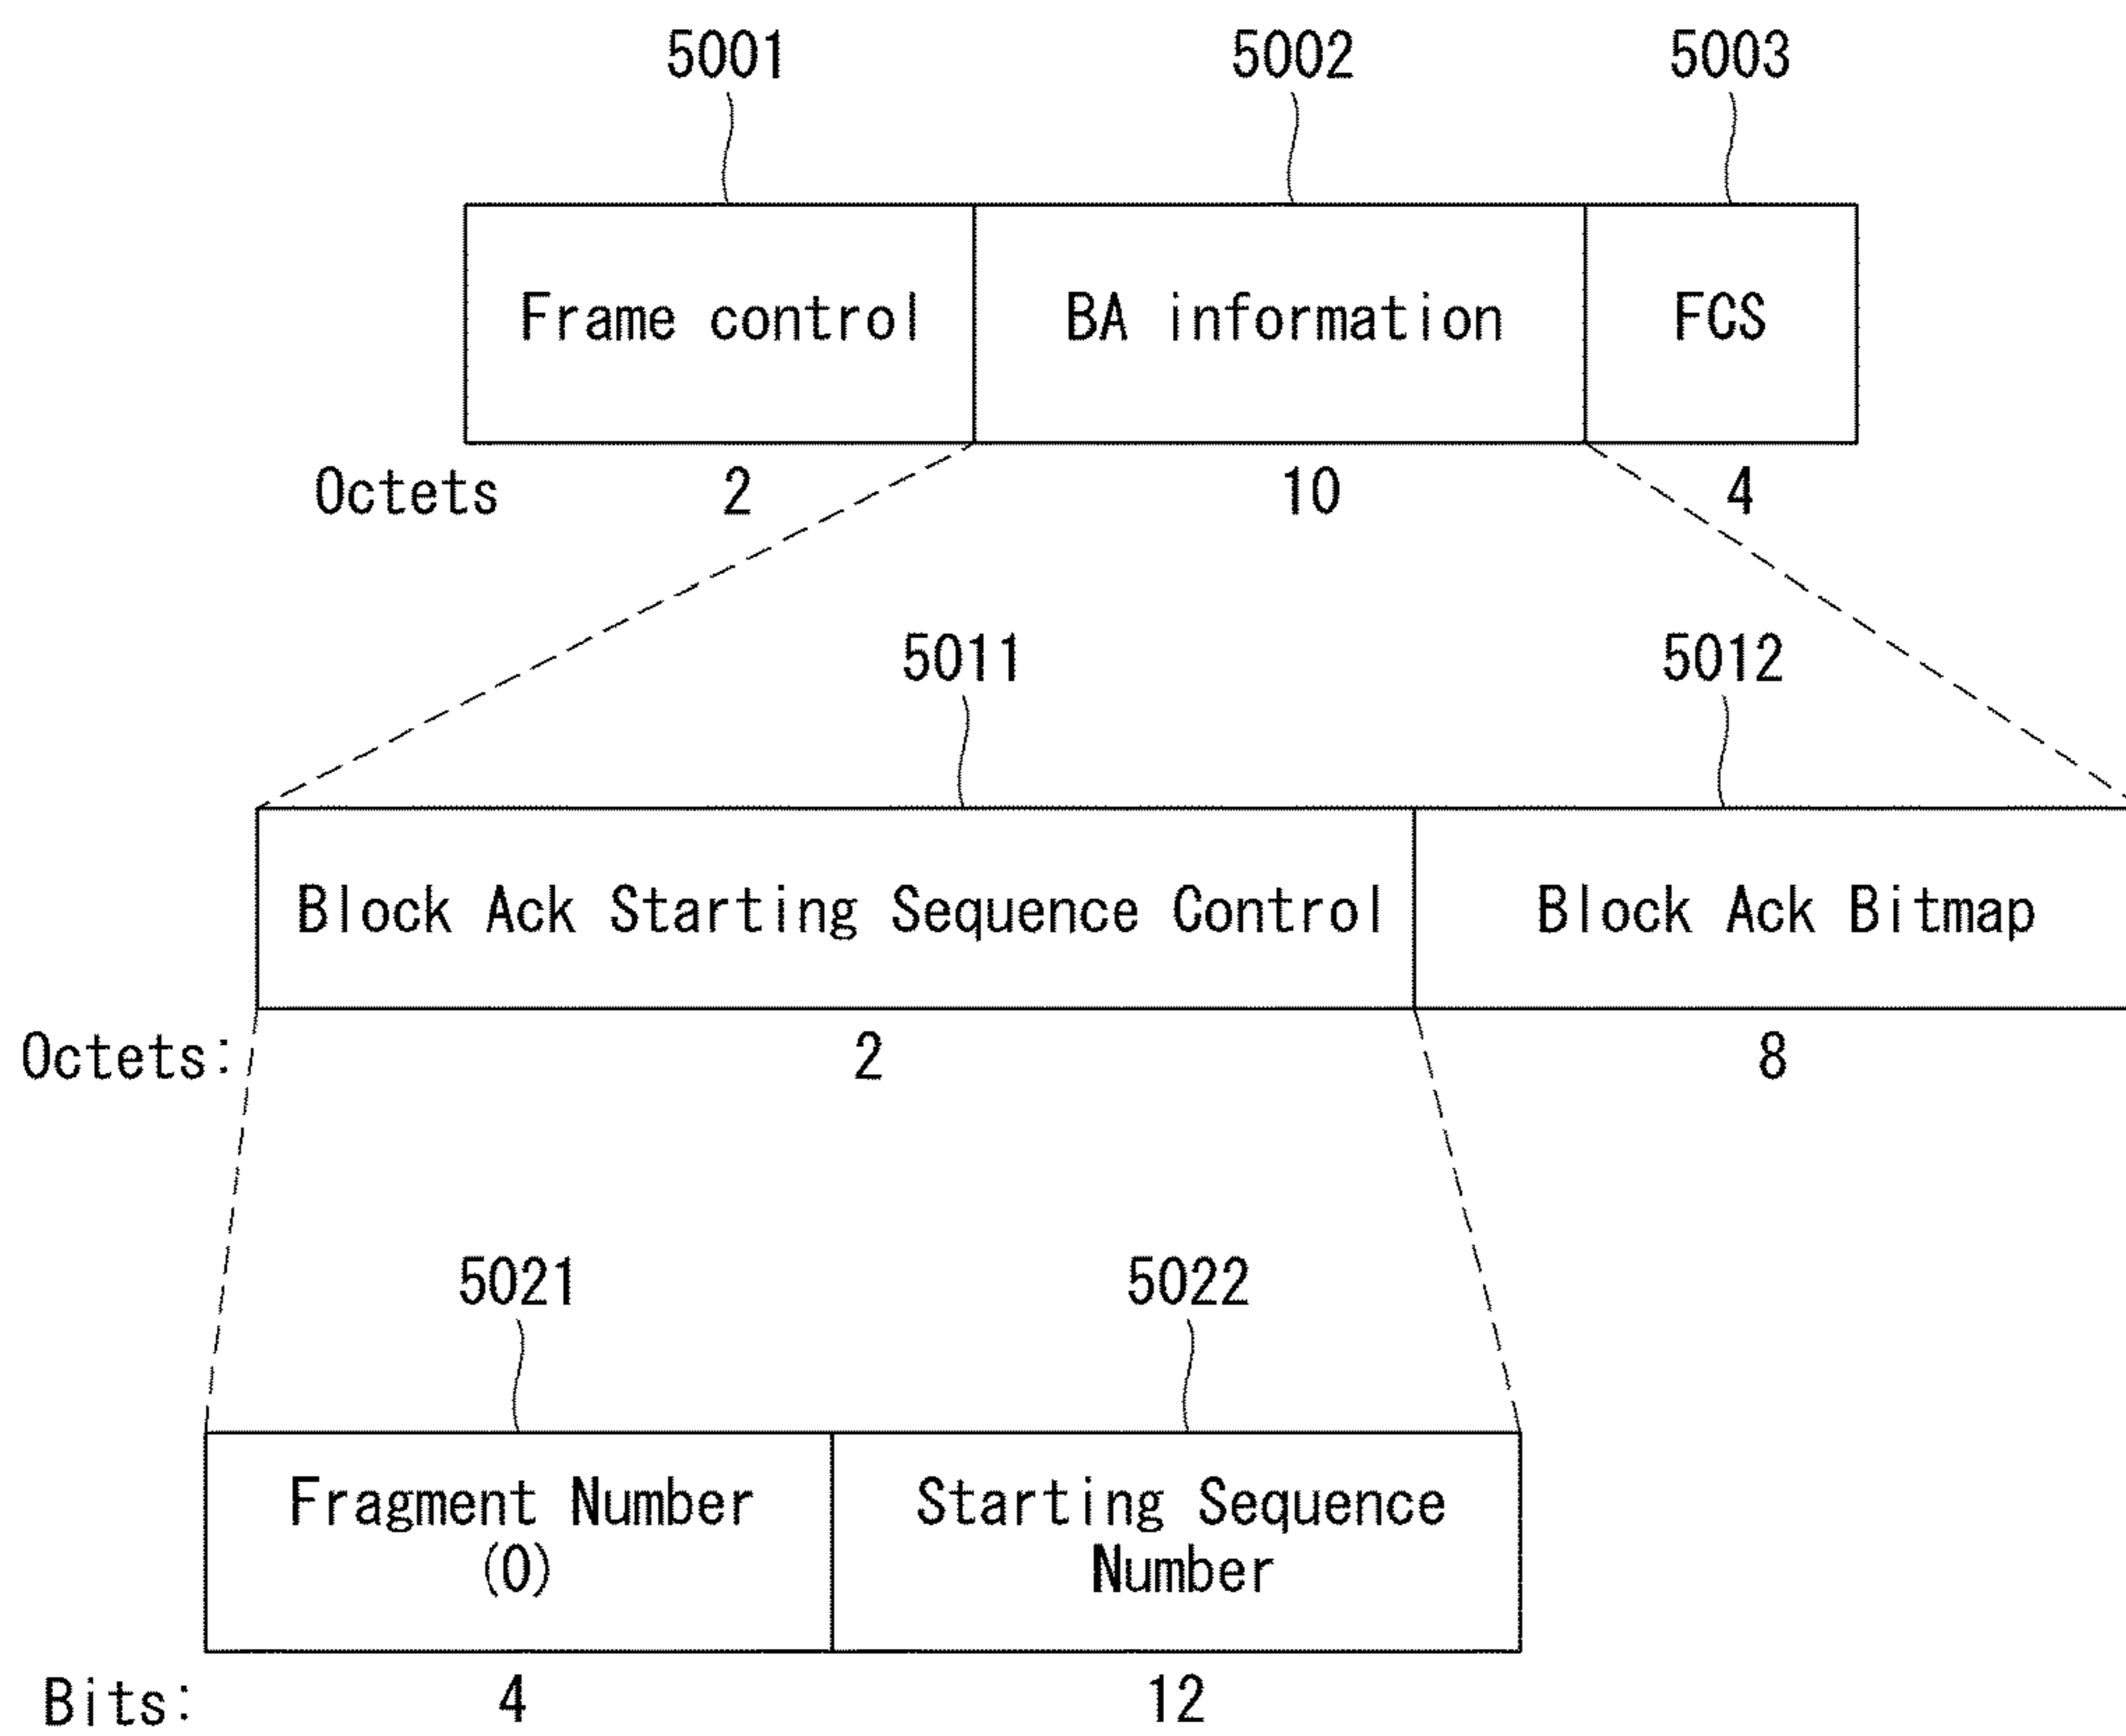 5001 5002 5003
Frame control BA information FCS
Octets 2 10 4
5011 5012
Block Ack Starting Sequence Control Block Ack Bitmap
Octets: 2 8
5021 5022
Fragment Number Starting Sequence
(0) Number
Bits: 4 12